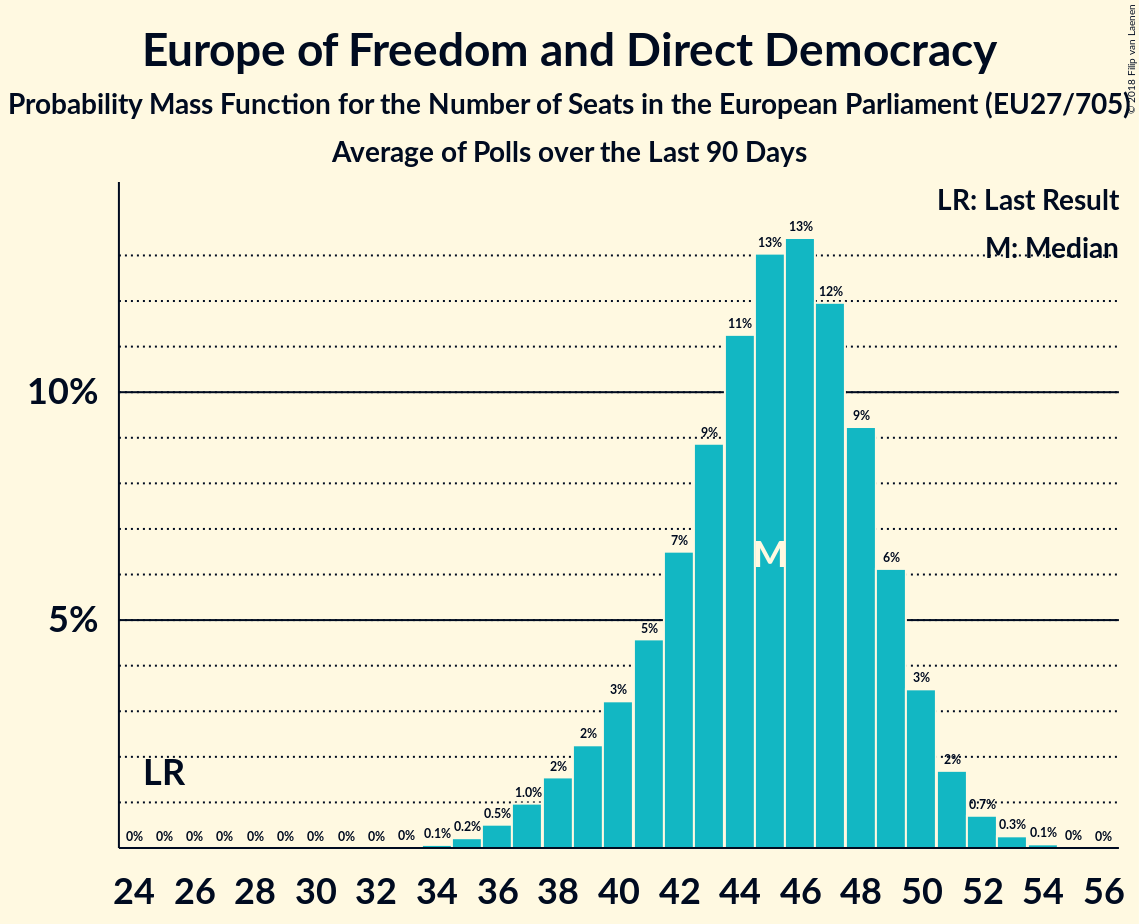 Europe of Freedom and Direct Democracy
Probability Mass Function for the Number of Seats in the European Parliament (EU27/705)
Average of Polls over the Last 90 Days
© 2018 Filip van Laenen
LR: Last Result
M: Median
10%
5%
LR
M
0% 0% 0% 0% 0% 0% 0% 0% 0% 0% 0.1% 0.2% 0.5% 1.0% 2% 2% 3% 5% 7% 9% 11% 13% 13% 12% 9% 6% 3% 2% 0.7% 0.3% 0.1% 0% 0%
24 26 28 30 32 34 36 38 40 42 44 46 48 50 52 54 56